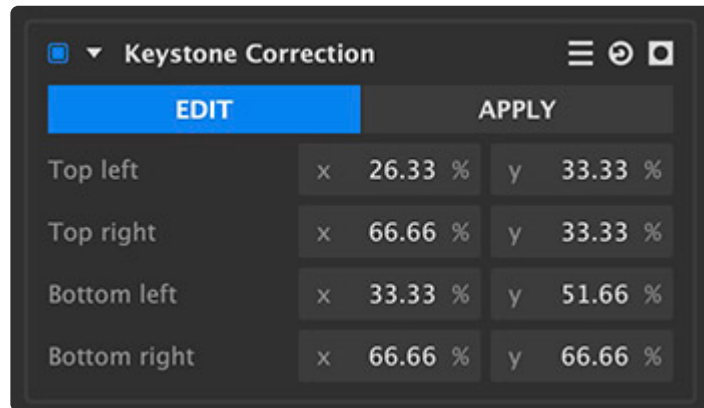 Keystone Correction
EDIT APPLY
Top left x 26.33 % y 33.33 %
Top right x 66.66 % y 33.33 %
Bottom left x 33.33 % y 51.66 %
Bottom right x 66.66 % y 66.66 %